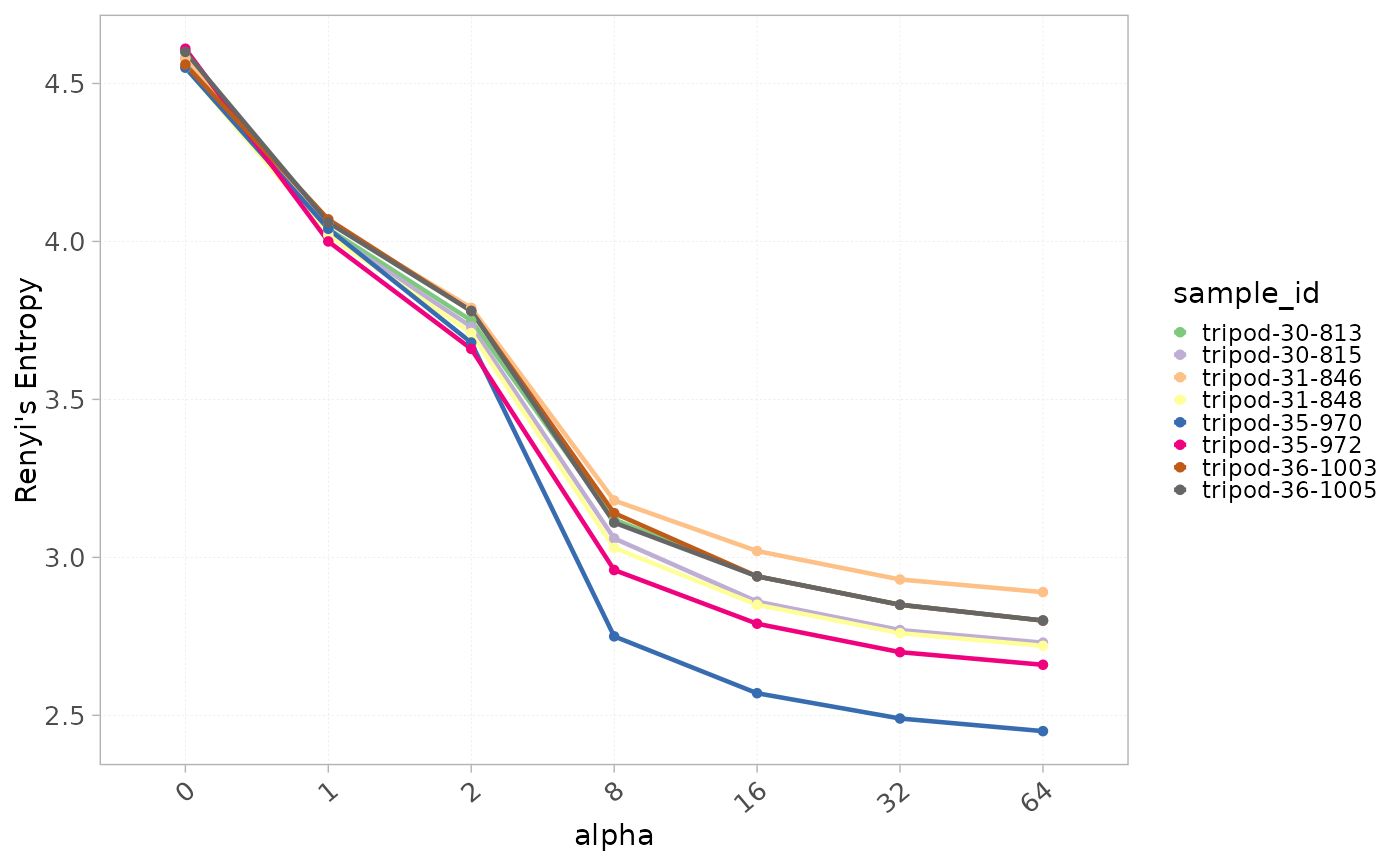 4.5
4.0
3.5
3.0
2.5
Renyi's Entropy
0
1
2
8
16
32
64
alpha
sample_id
tripod-30-813
tripod-30-815
tripod-31-846
tripod-31-848
tripod-35-970
tripod-35-972
tripod-36-1003
tripod-36-1005